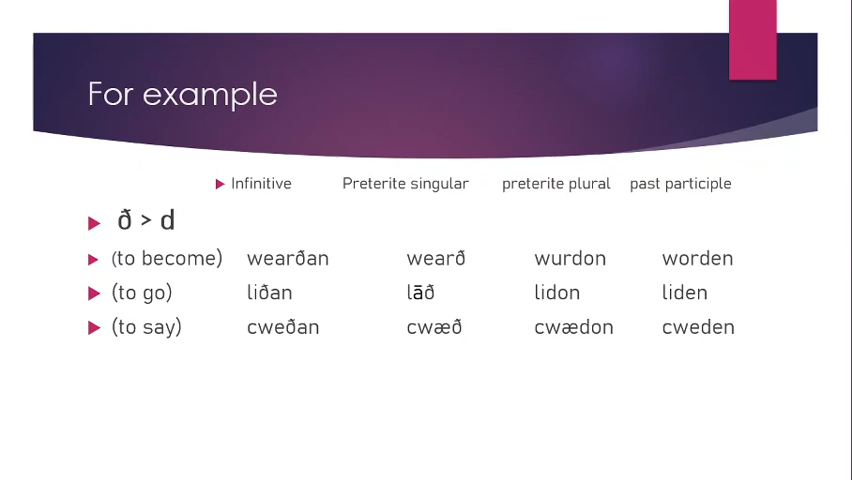 For example
Infinitive Preterite singular preterite plural past participle
ð > d
(to become) wearðan wearð wurdon worden
(to go) liðan lāð lidon liden
(to say) cweðan cwæð cwædon cweden